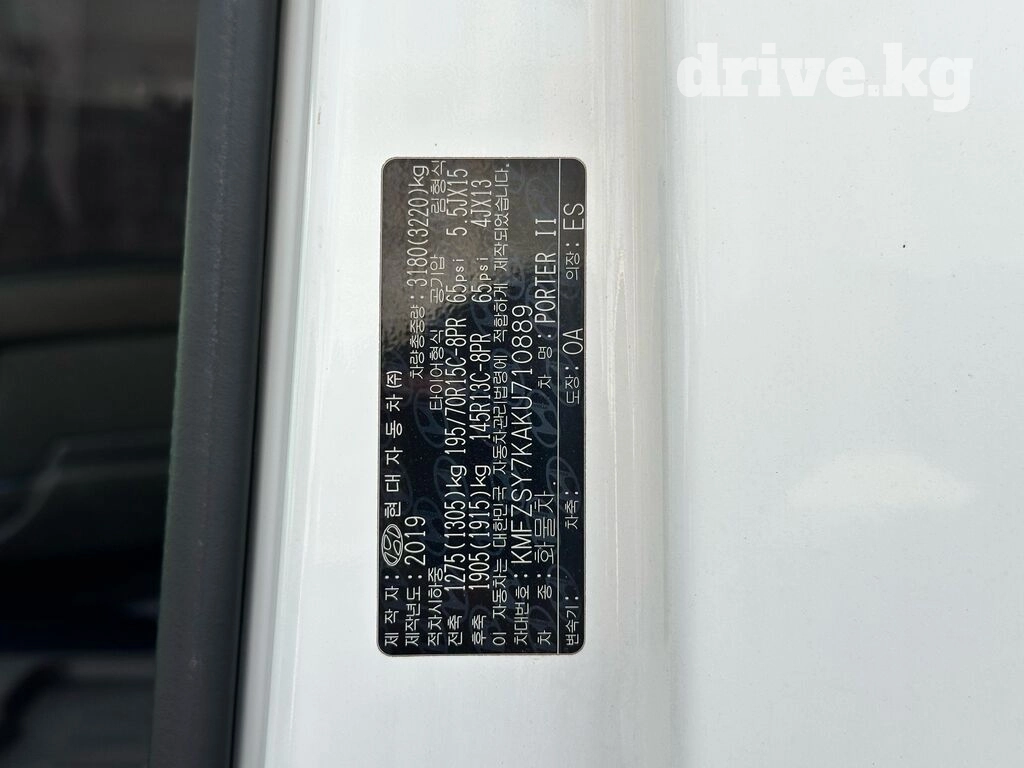 drive.kg
제 작 자: 현 대 자 동 차 (주)
제작년도: 2019 차량총중량: 3180(3220)kg
적차시하중 타이어형식 공기압 림형식
전축 1275(1305)kg 195/70R15C-8PR 65psi 5.5JX15
후축 1905(1915)kg 145R13C-8PR 65psi 4JX13
이 자동차는 대한민국 자동차관리법령에 적합하게 제작되었습니다.
차대번호: KMFZSY7KAKU710889
차 종: 화물차. 차 명: PORTER II
변속기: 차축: 도장: OA 의장: ES